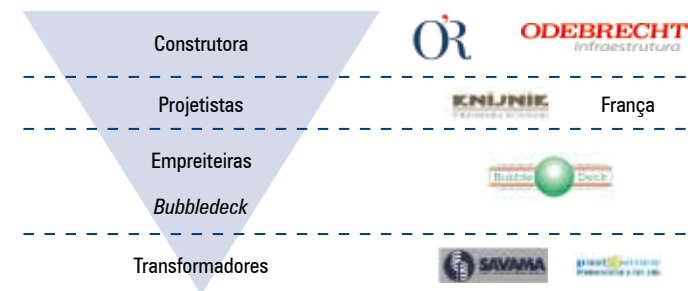 Construtora
OR ODEBRECHT
Infraestrutura
Projetistas
KNIJNIK França
Empreiteiras
Bubble Deck
Bubbledeck
Transformadores
SAVAMA